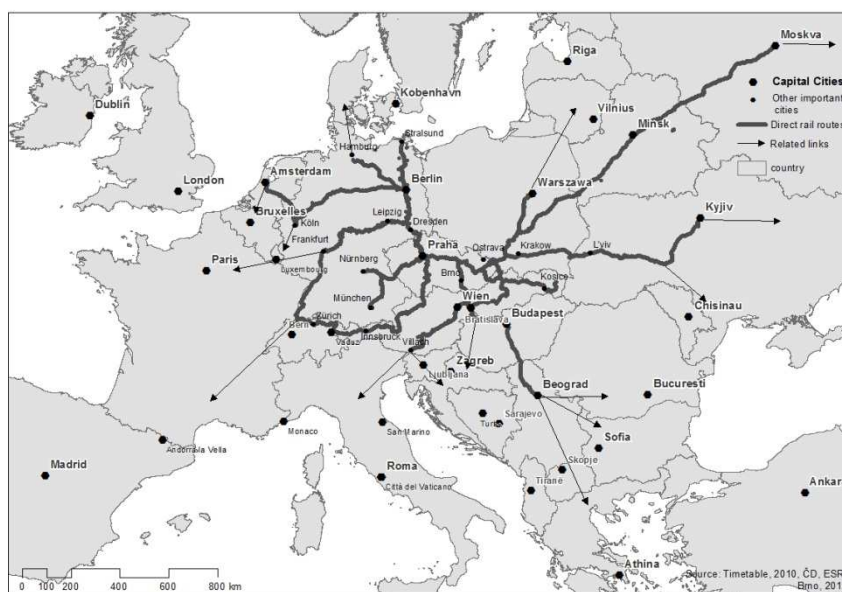 Moskva
Riga
Capital Cities
Kobenhavn
Other important
cities
Dublin
Vilnius
Stralsund
Direct rail routes
Minsk
Hamburg
Related links
Amsterdam
country
London
Berlin
Warszawa
Bruxelles
Köln
Leipzig
Kyjiv
Dresden
Frankfurt
Praha
Ostrava
Krakow
L'viv
Paris
Luxembourg
Nürnberg
Brno
Kosice
München
Wien
Bratislava
Budapest
Chisinau
Zürich
Bern
Vaduz
Innsbruck
Villach
Zagreb
Ljubljana
Beograd
Bucuresti
Sarajevo
Monaco
San Marino
Sofia
Andorra la Vella
Skopje
Madrid
Roma
Tiranë
Città del Vaticano
Ankar
0 100 200 400 600 800 km
Athina
Source: Timetable, 2010, ČD, ESR
Brno, 201